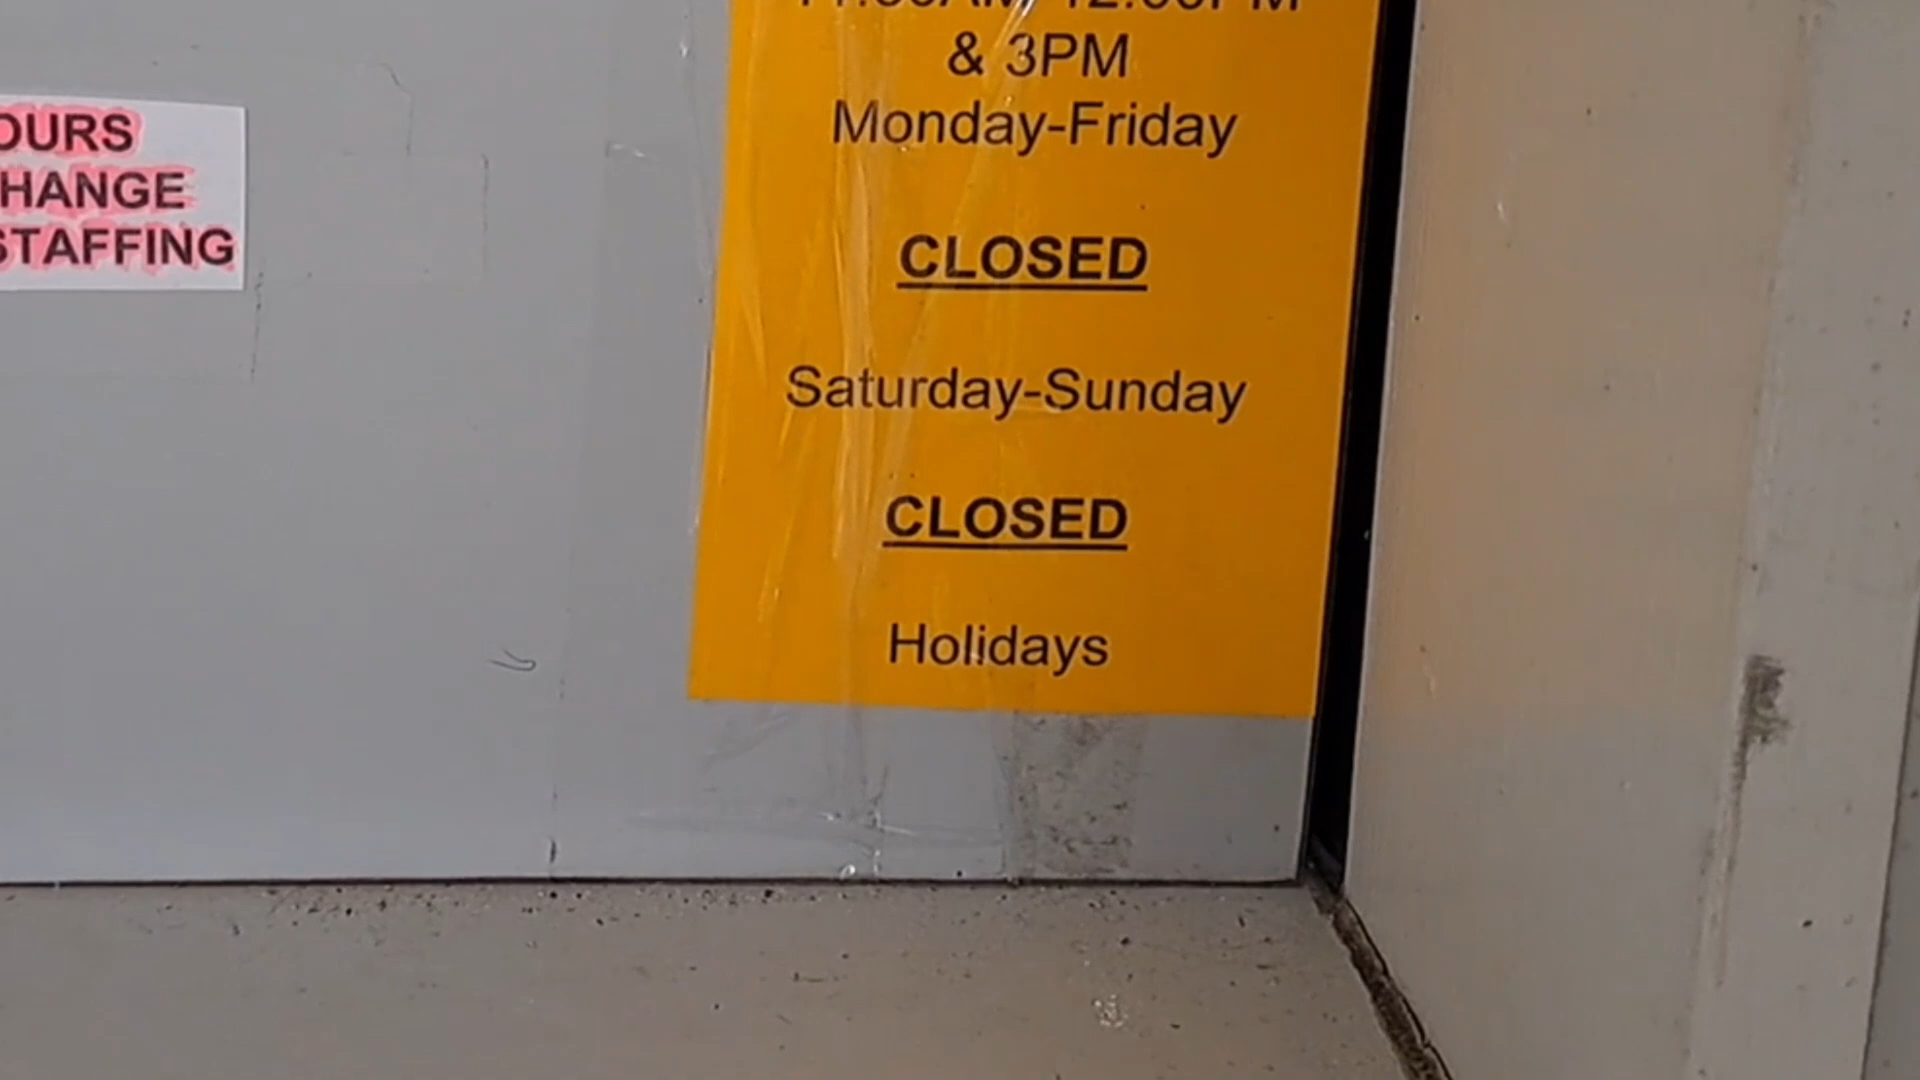 OURS
HANGE
STAFFING
& 3PM
Monday-Friday
CLOSED
Saturday-Sunday
CLOSED
Holidays